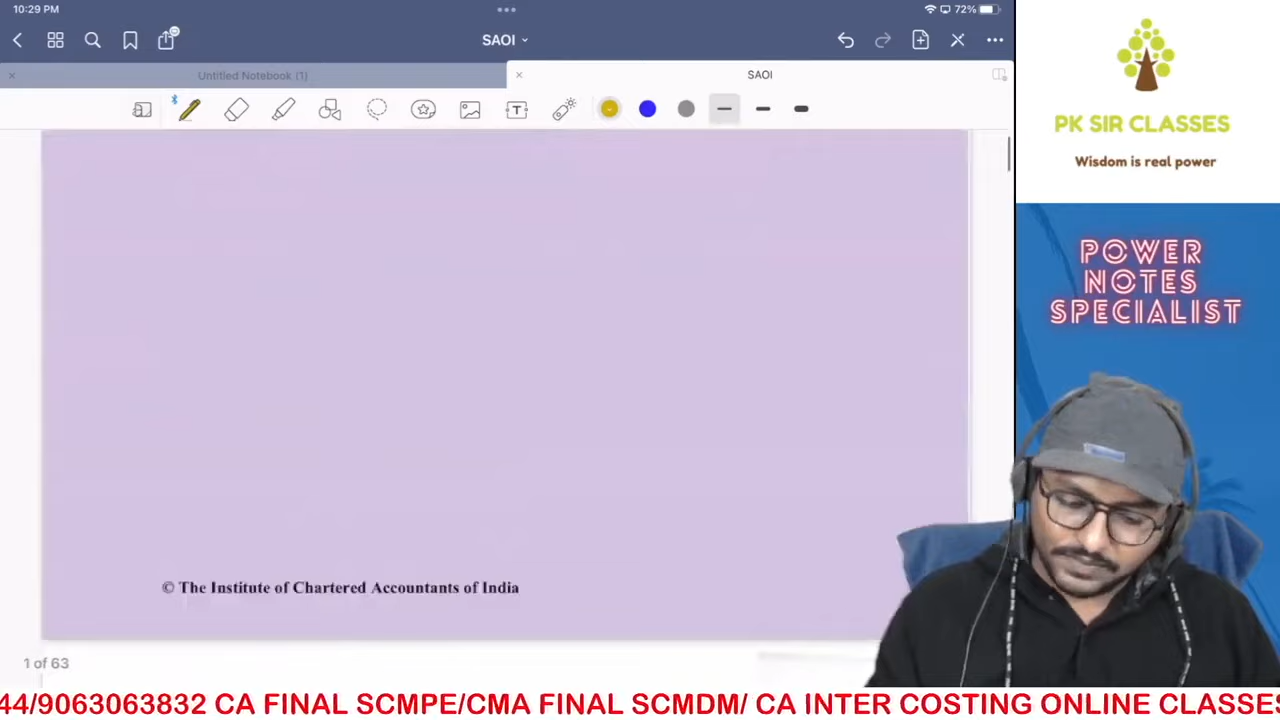 10:29 PM
72%
SAOI
Untitled Notebook (1)
SAOI
T
© The Institute of Chartered Accountants of India
1 of 63
PK SIR CLASSES
Wisdom is real power
POWER
NOTES
SPECIALIST
44/9063063832 CA FINAL SCMPE/CMA FINAL SCMDM/ CA INTER COSTING ONLINE CLASSES